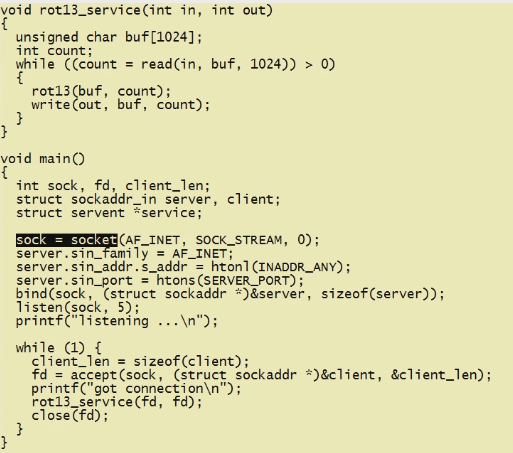 void rot13_service(int in, int out)
{
  unsigned char buf[1024];
  int count;
  while ((count = read(in, buf, 1024)) > 0)
  {
    rot13(buf, count);
    write(out, buf, count);
  }
}

void main()
{
  int sock, fd, client_len;
  struct sockaddr_in server, client;
  struct servent *service;

  sock = socket(AF_INET, SOCK_STREAM, 0);
  server.sin_family = AF_INET;
  server.sin_addr.s_addr = htonl(INADDR_ANY);
  server.sin_port = htons(SERVER_PORT);
  bind(sock, (struct sockaddr *)&server, sizeof(server));
  listen(sock, 5);
  printf("listening ...\n");

  while (1) {
    client_len = sizeof(client);
    fd = accept(sock, (struct sockaddr *)&client, &client_len);
    printf("got connection\n");
    rot13_service(fd, fd);
    close(fd);
  }
}